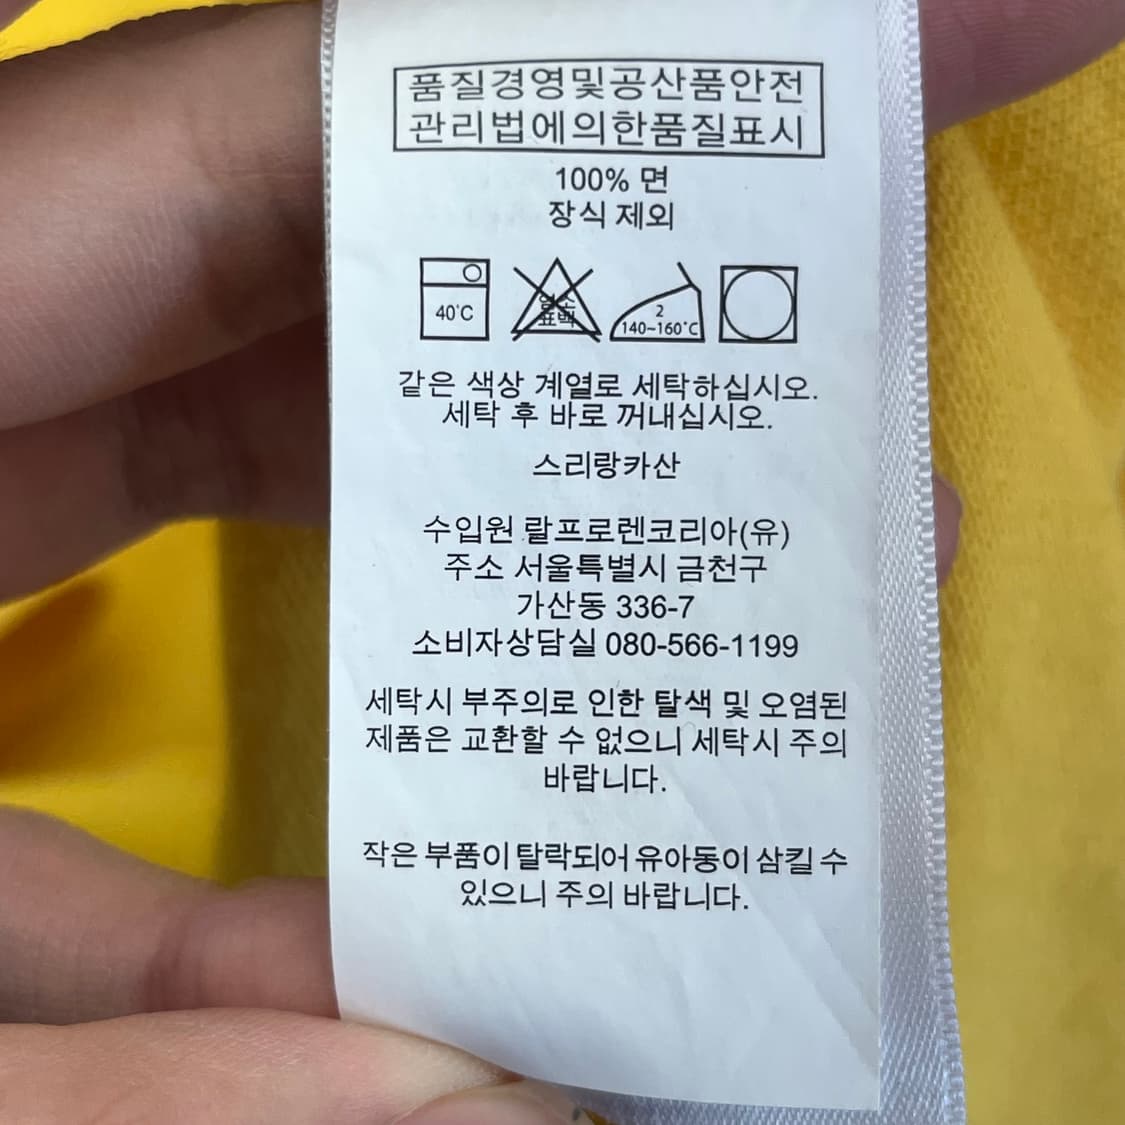 품질경영및공산품안전
관리법에의한품질표시
100% 면
장식 제외
40°C
염소
표백
2
140~160°C
같은 색상 계열로 세탁하십시오.
세탁 후 바로 꺼내십시오.
스리랑카산
수입원 랄프로렌코리아(유)
주소 서울특별시 금천구
가산동 336-7
소비자상담실 080-566-1199
세탁시 부주의로 인한 탈색 및 오염된
제품은 교환할 수 없으니 세탁시 주의
바랍니다.
작은 부품이 탈락되어 유아동이 삼킬 수
있으니 주의 바랍니다.